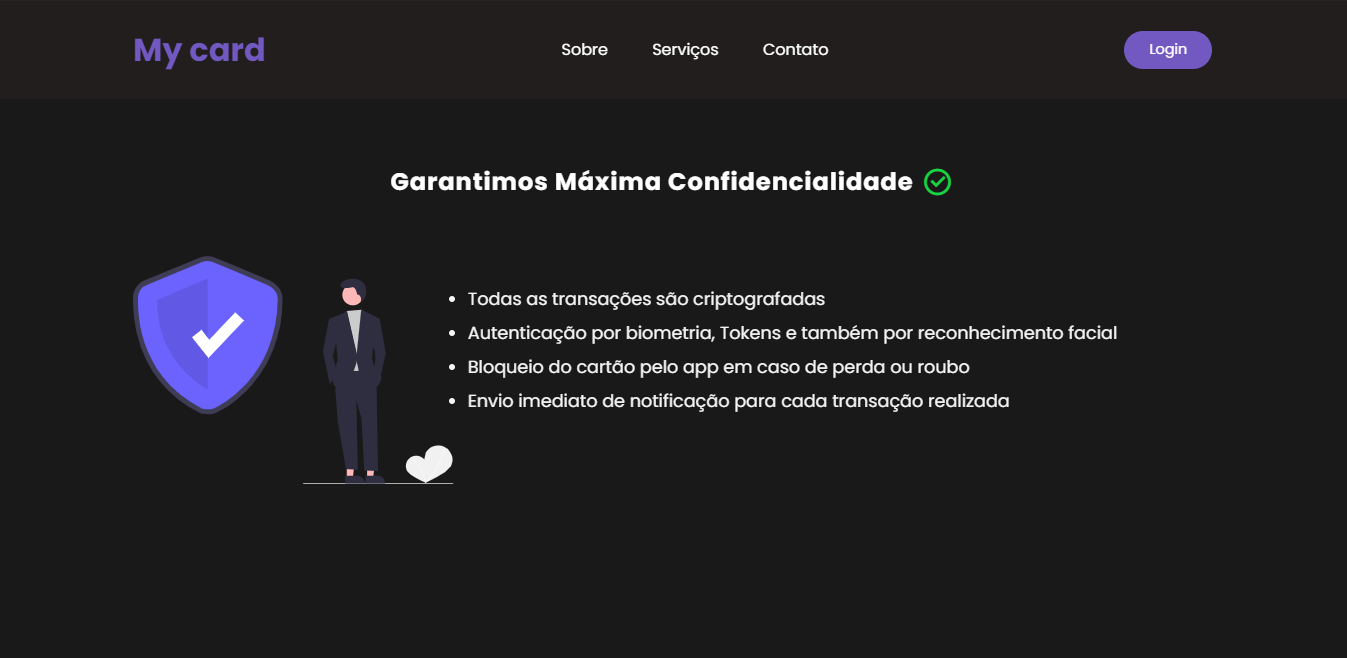 My card
Sobre
Serviços
Contato
Login
Garantimos Máxima Confidencialidade
Todas as transações são criptografadas
Autenticação por biometria, Tokens e também por reconhecimento facial
Bloqueio do cartão pelo app em caso de perda ou roubo
Envio imediato de notificação para cada transação realizada